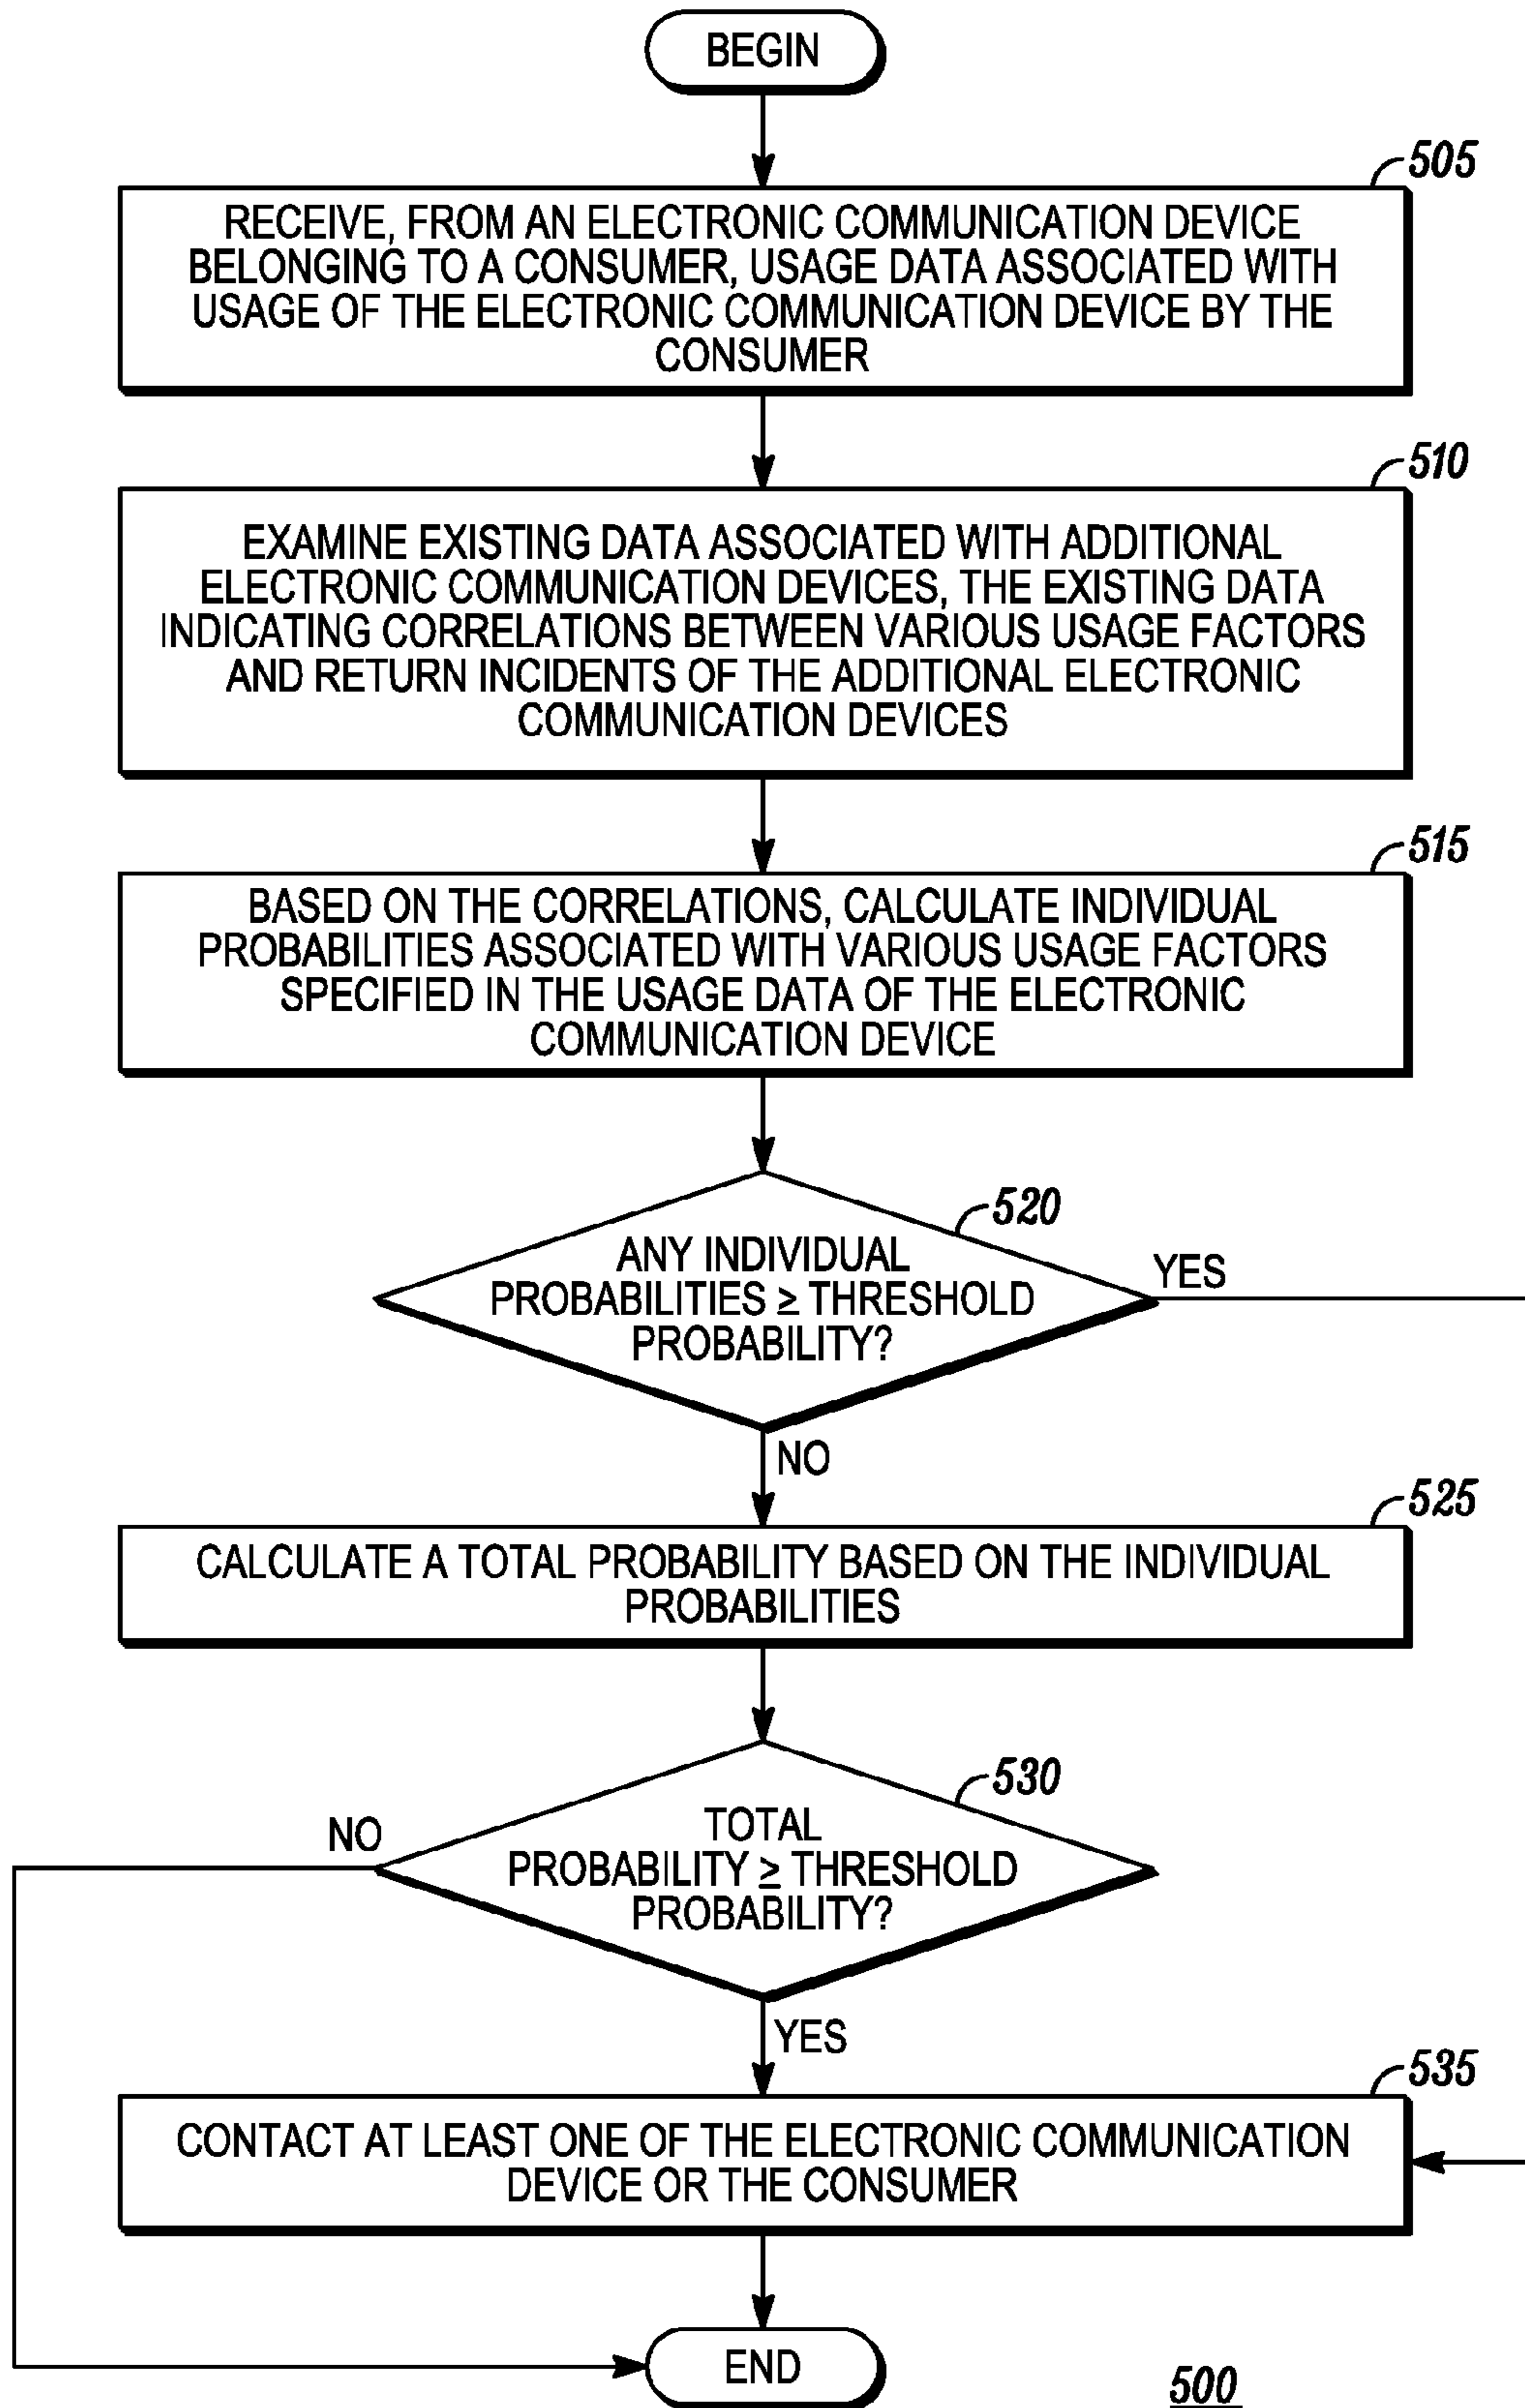 BEGIN
505
RECEIVE, FROM AN ELECTRONIC COMMUNICATION DEVICE
BELONGING TO A CONSUMER, USAGE DATA ASSOCIATED WITH
USAGE OF THE ELECTRONIC COMMUNICATION DEVICE BY THE
CONSUMER
510
EXAMINE EXISTING DATA ASSOCIATED WITH ADDITIONAL
ELECTRONIC COMMUNICATION DEVICES, THE EXISTING DATA
INDICATING CORRELATIONS BETWEEN VARIOUS USAGE FACTORS
AND RETURN INCIDENTS OF THE ADDITIONAL ELECTRONIC
COMMUNICATION DEVICES
515
BASED ON THE CORRELATIONS, CALCULATE INDIVIDUAL
PROBABILITIES ASSOCIATED WITH VARIOUS USAGE FACTORS
SPECIFIED IN THE USAGE DATA OF THE ELECTRONIC
COMMUNICATION DEVICE
520
ANY INDIVIDUAL
PROBABILITIES ≥ THRESHOLD
PROBABILITY?
YES
NO
525
CALCULATE A TOTAL PROBABILITY BASED ON THE INDIVIDUAL
PROBABILITIES
530
TOTAL
PROBABILITY ≥ THRESHOLD
PROBABILITY?
NO
YES
535
CONTACT AT LEAST ONE OF THE ELECTRONIC COMMUNICATION
DEVICE OR THE CONSUMER
END
500